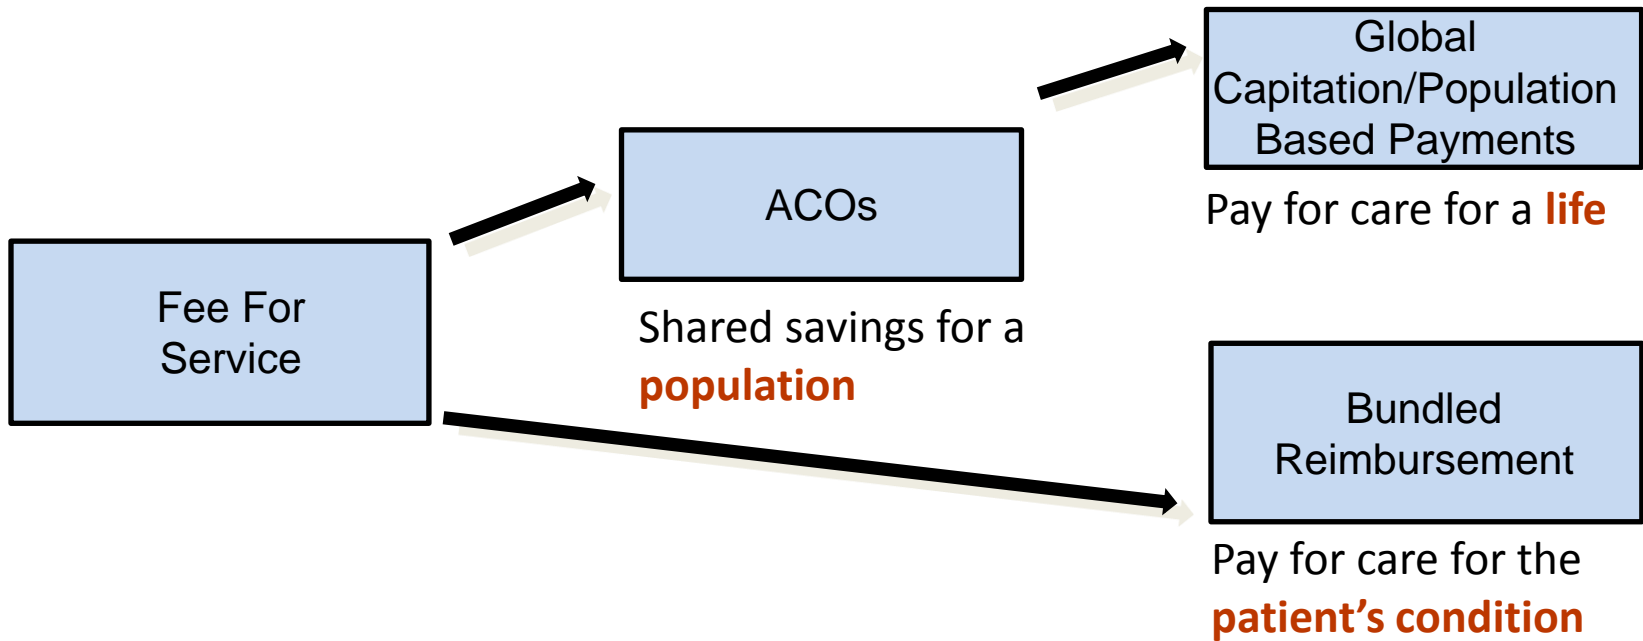 Fee For
Service
ACOs
Shared savings for a
population
Global
Capitation/Population
Based Payments
Pay for care for a life
Bundled
Reimbursement
Pay for care for the
patient’s condition